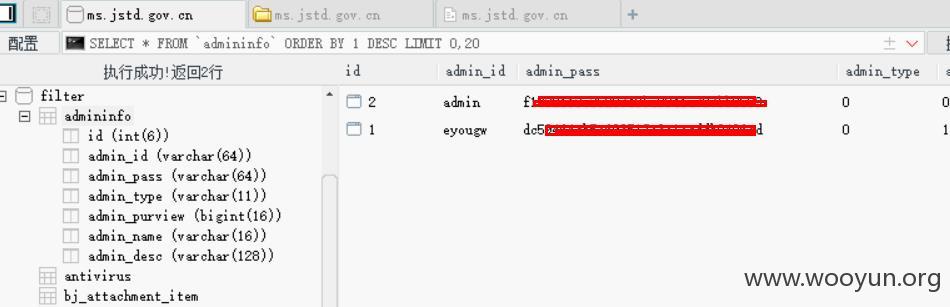 ms.jstd.gov.cn ms.jstd.gov.cn ms.jstd.gov.cn +
配置 SELECT * FROM `admininfo` ORDER BY 1 DESC LIMIT 0,20
执行成功!返回2行 id admin_id admin_pass admin_type
filter
2 admin 0 0
admininfo
1 eyougw 0 1
id (int(6))
admin_id (varchar(64))
admin_pass (varchar(64))
admin_type (varchar(11))
admin_purview (bigint(16))
admin_name (varchar(16))
admin_desc (varchar(128))
antivirus
bj_attachment_item
www.wooyun.org